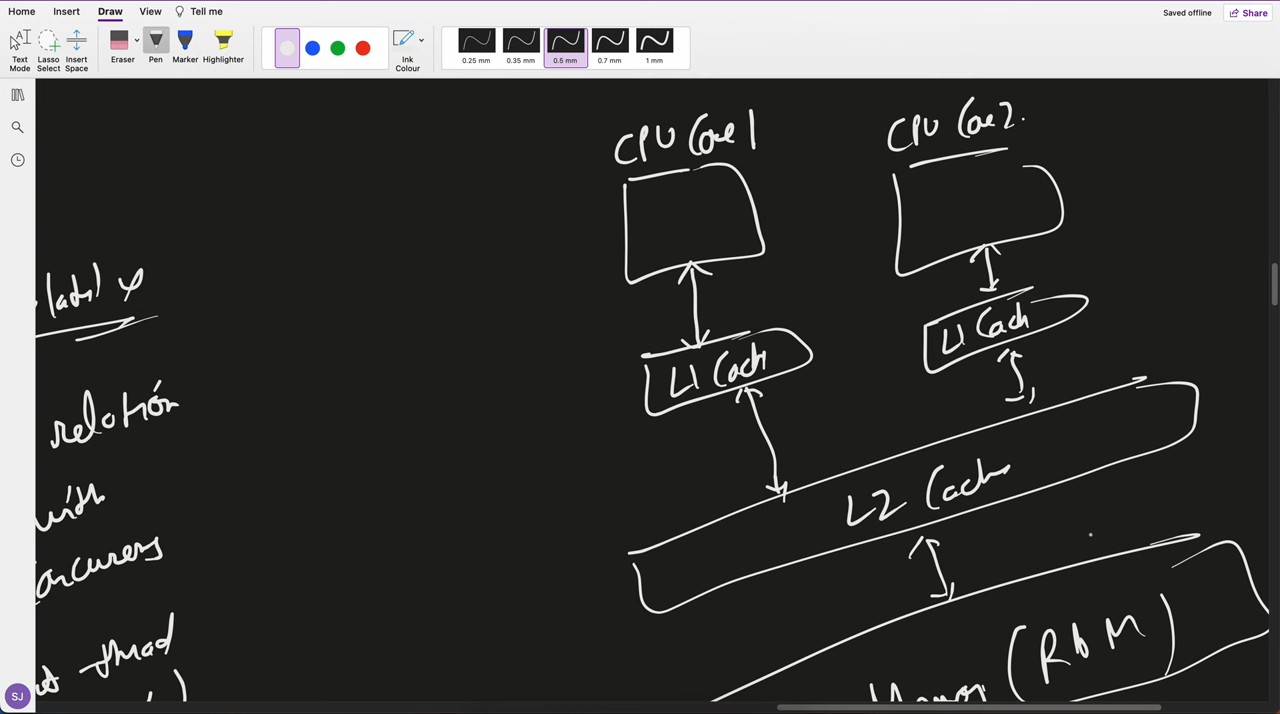 Home Insert Draw View Tell me
Saved offline Share
Text Mode
Lasso Select
Insert Space
Eraser
Pen
Marker
Highlighter
Ink Colour
0.25 mm
0.35 mm
0.5 mm
0.7 mm
1 mm
CPU Core 1
CPU Core 2.
relation
with
L1 Cach
L1 Cach
L2 Cache
(RAM)
SJ